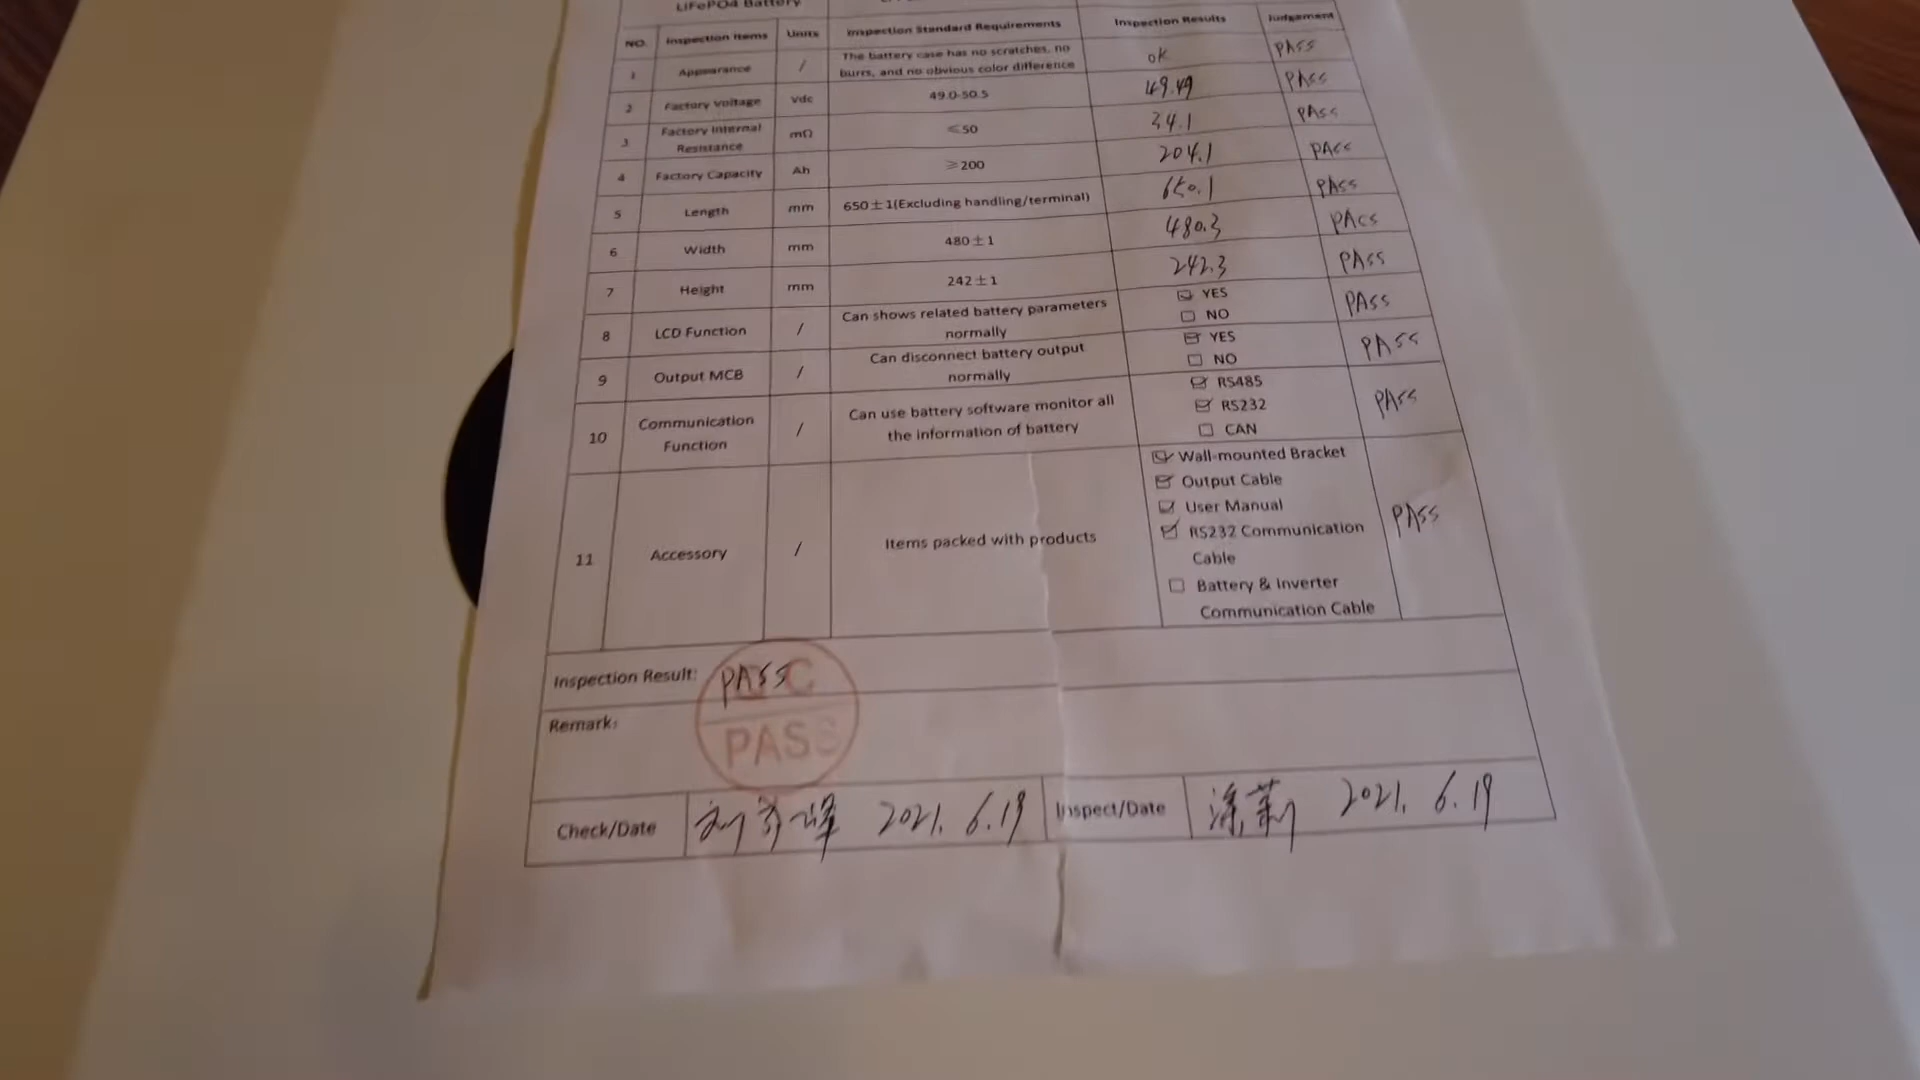 LiFePO4 Battery
NO. Inspection Items Units Inspection Standard Requirements Inspection Results Judgement
1 Appearance / The battery case has no scratches, no burrs, and no obvious color difference ok PASS
2 Factory Voltage Vdc 49.0-50.5 49.49 PASS
3 Factory Internal Resistance mΩ ≤50 34.1 PASS
4 Factory Capacity Ah ≥200 204.1 PASS
5 Length mm 650±1(Excluding handling/terminal) 650.1 PASS
6 Width mm 480±1 480.3 PASS
7 Height mm 242±1 242.3 PASS
8 LCD Function / Can shows related battery parameters normally YES NO PASS
9 Output MCB / Can disconnect battery output normally YES NO PASS
10 Communication Function / Can use battery software monitor all the information of battery RS485 RS232 CAN PASS
11 Accessory / Items packed with products
Wall-mounted Bracket
Output Cable
User Manual
RS232 Communication
Cable
Battery & Inverter
Communication Cable
PASS
Inspection Result: PASS
PASS
Remark:
Check/Date 2021. 6.19 Inspect/Date 2021. 6.19